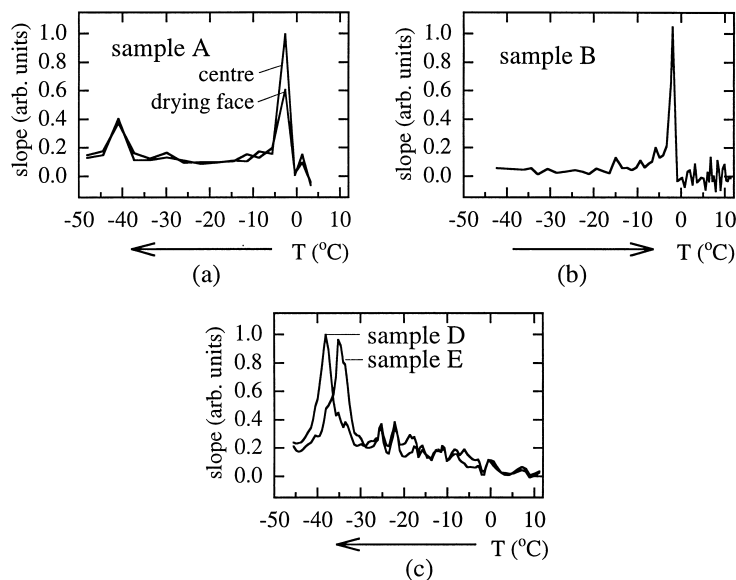 sample A
centre
drying face
slope (arb. units)
1.0
0.8
0.6
0.4
0.2
0.0
-50 -40 -30 -20 -10 0 10
T (°C)
(a)
sample B
slope (arb. units)
1.0
0.8
0.6
0.4
0.2
0.0
-50 -40 -30 -20 -10 0 10
T (°C)
(b)
sample D
sample E
slope (arb. units)
1.0
0.8
0.6
0.4
0.2
0.0
-50 -40 -30 -20 -10 0 10
T (°C)
(c)